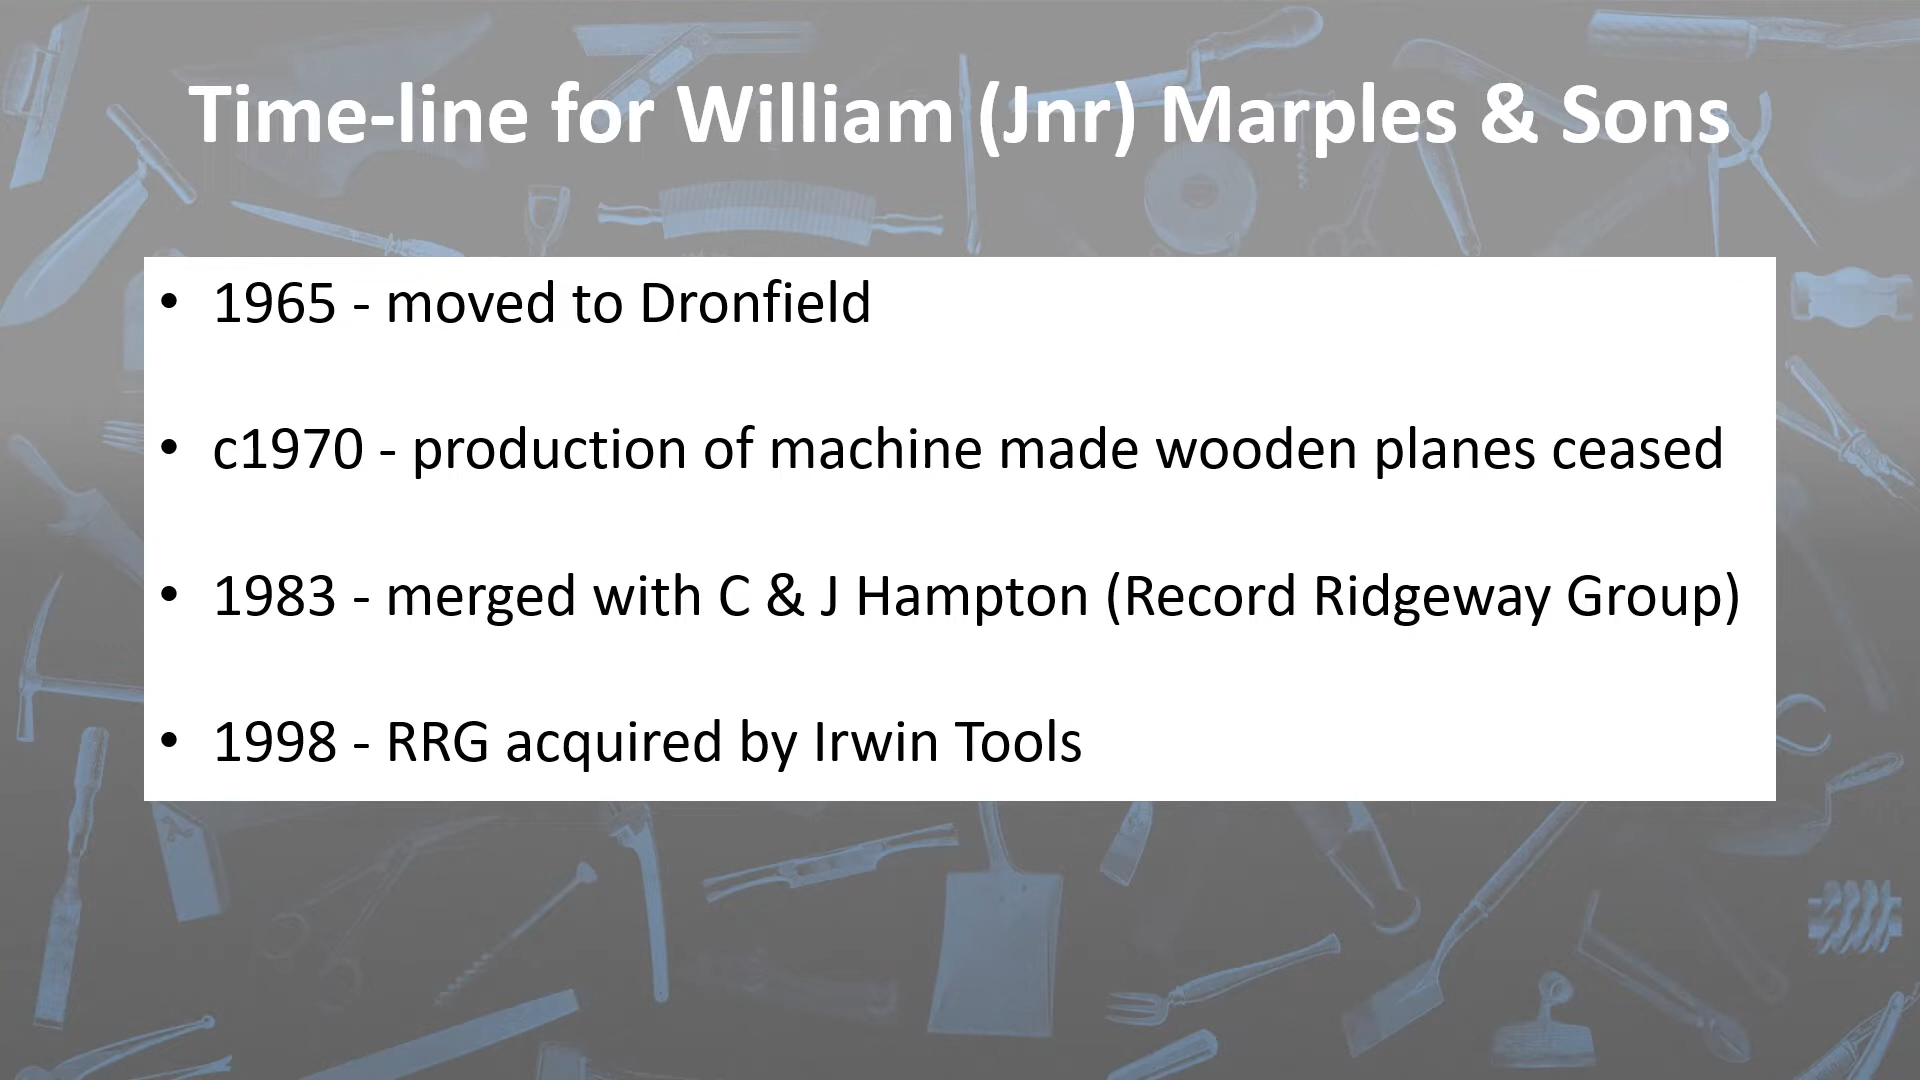 Time-line for William (Jnr) Marples & Sons
• 1965 - moved to Dronfield
• c1970 - production of machine made wooden planes ceased
• 1983 - merged with C & J Hampton (Record Ridgeway Group)
• 1998 - RRG acquired by Irwin Tools